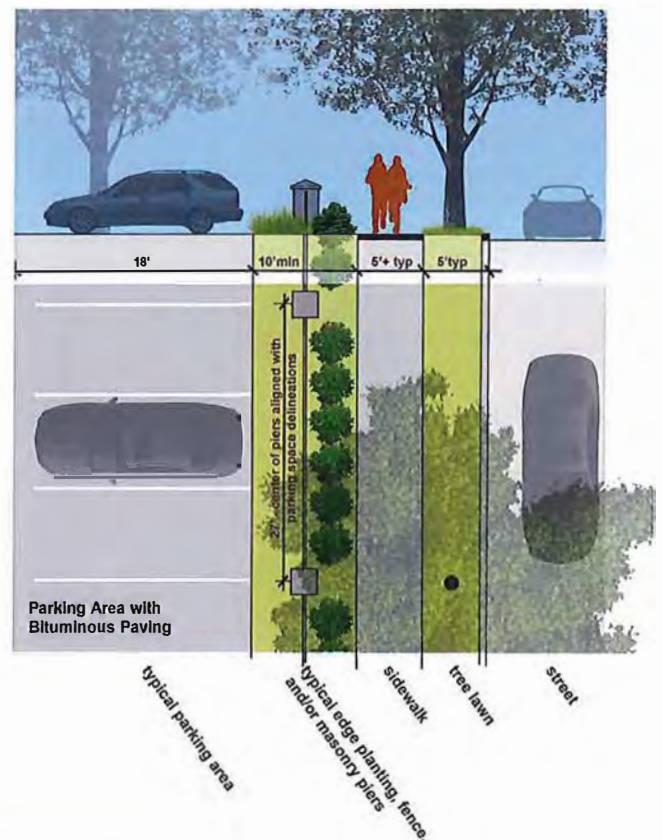 18'
10'min
5'+ typ
5'typ
27' - center of piers aligned with
parking space delineations
Parking Area with
Bituminous Paving
typical parking area
typical edge planting, fence
and/or masonry piers
sidewalk
tree lawn
street